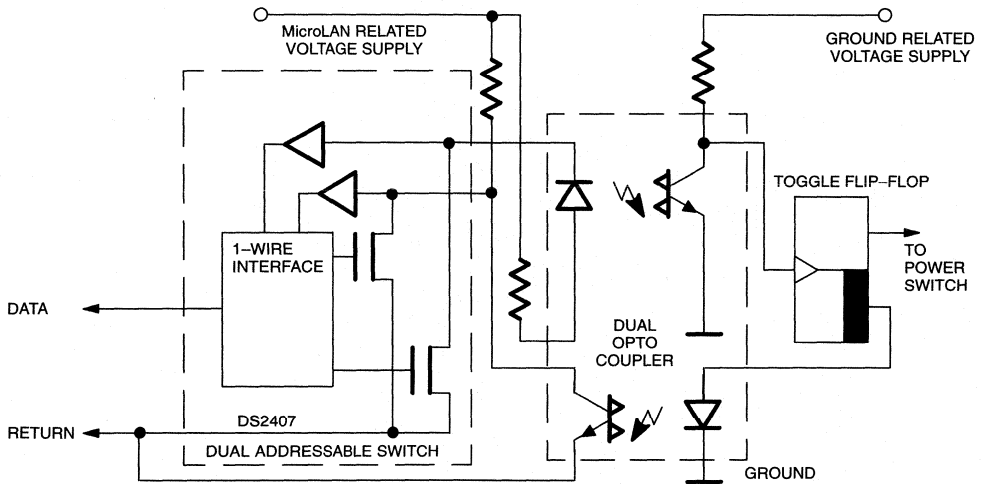 MicroLAN RELATED
VOLTAGE SUPPLY
GROUND RELATED
VOLTAGE SUPPLY
TOGGLE FLIP–FLOP
1–WIRE
INTERFACE
TO
POWER
SWITCH
DATA
DUAL
OPTO
COUPLER
DS2407
RETURN
DUAL ADDRESSABLE SWITCH
GROUND